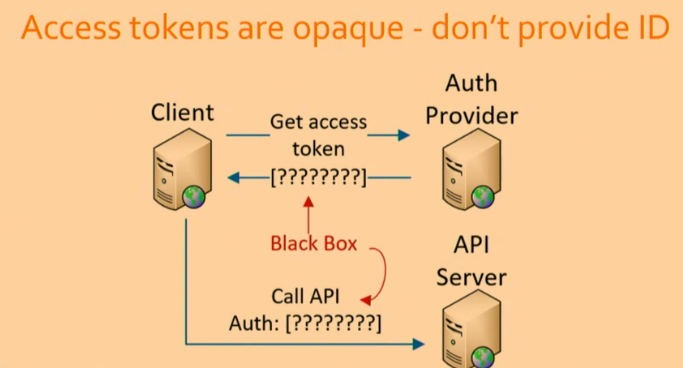 Access tokens are opaque - don't provide ID
Client
Get access
token
[????????]
Auth
Provider
Black Box
API
Server
Call API
Auth: [????????]